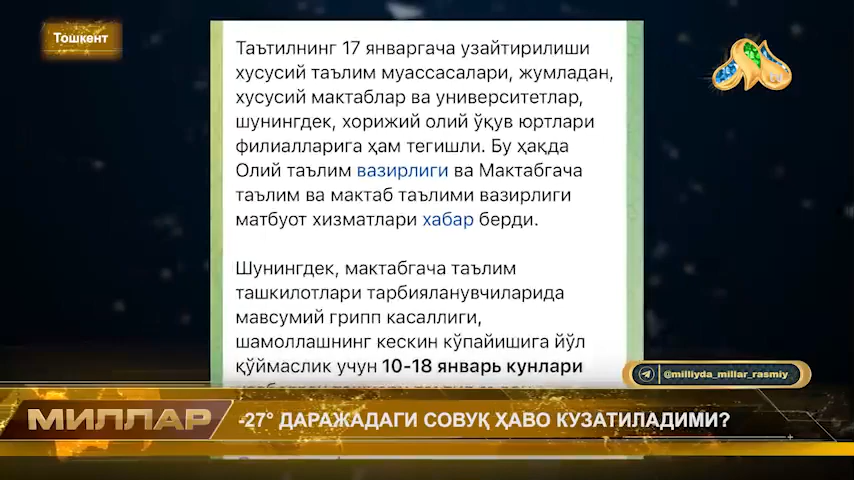 Тошкент
Таътилнинг 17 январгача узайтирилиши
хусусий таълим муассасалари, жумладан,
хусусий мактаблар ва университетлар,
шунингдек, хорижий олий ўқув юртлари
филиалларига ҳам тегишли. Бу ҳақда
Олий таълим вазирлиги ва Мактабгача
таълим ва мактаб таълими вазирлиги
матбуот хизматлари хабар берди.
Шунингдек, мактабгача таълим
ташкилотлари тарбияланувчиларида
мавсумий грипп касаллиги,
шамоллашнинг кескин кўпайишига йўл
қўймаслик учун 10-18 январь кунлари
@milliyda_millar_rasmiy
МИЛЛАР
-27° ДАРАЖАДАГИ СОВУҚ ҲАВО КУЗАТИЛАДИМИ?